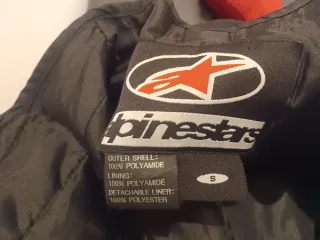 alpinestars
OUTER SHELL:
100% POLYAMIDE
LINING:
100% POLYAMIDE
DETACHABLE LINER:
100% POLYESTER
S